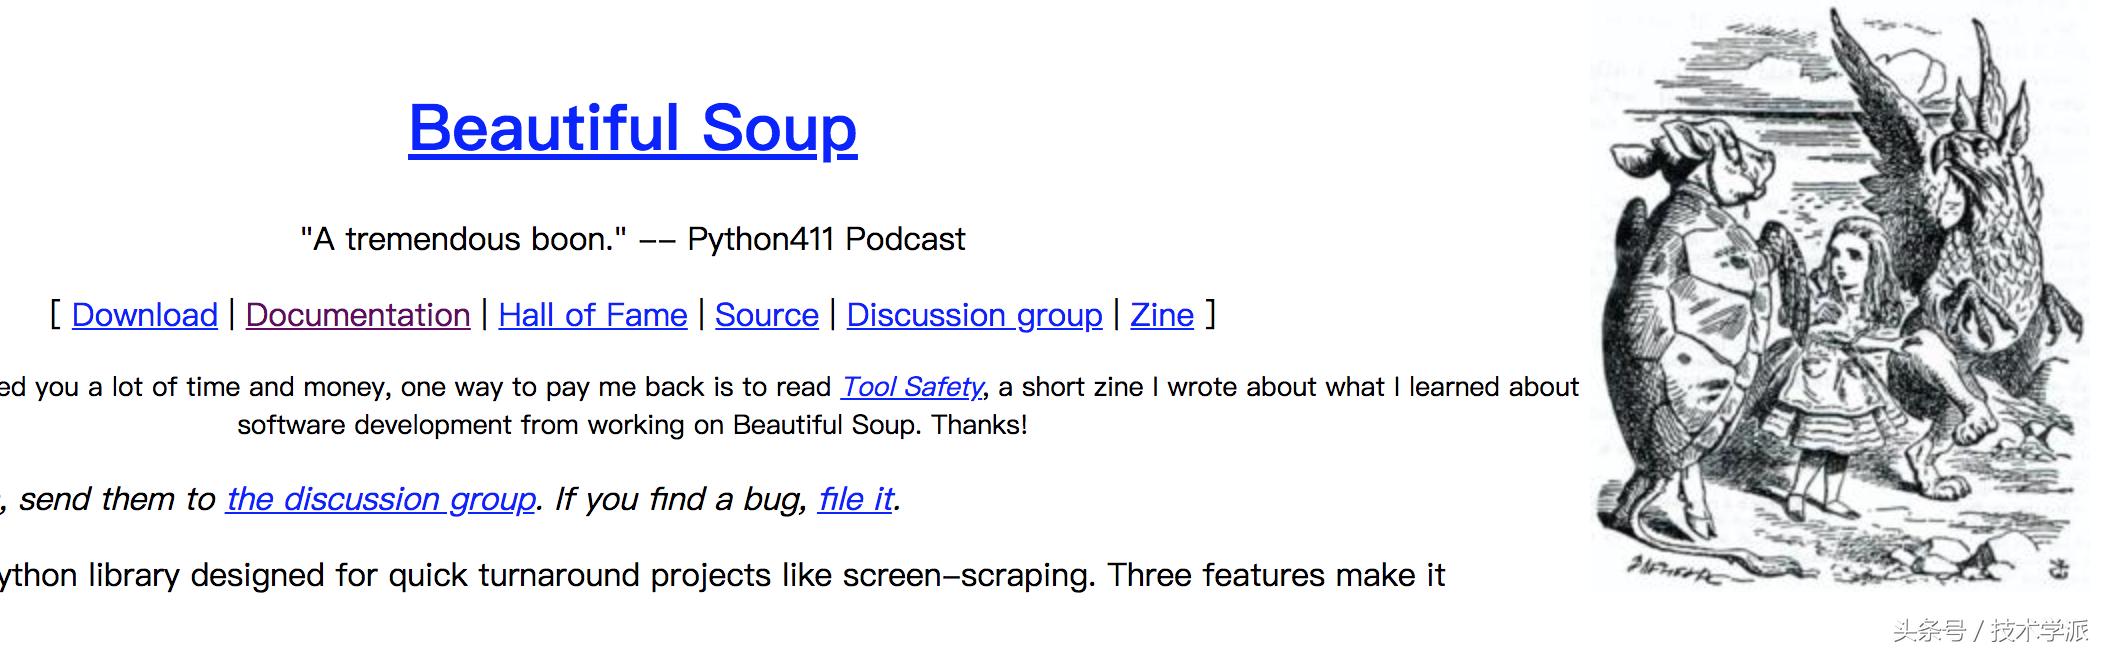 Beautiful Soup
"A tremendous boon." -- Python411 Podcast
[ Download | Documentation | Hall of Fame | Source | Discussion group | Zine ]
ed you a lot of time and money, one way to pay me back is to read Tool Safety, a short zine I wrote about what I learned about
software development from working on Beautiful Soup. Thanks!
, send them to the discussion group. If you find a bug, file it.
ython library designed for quick turnaround projects like screen-scraping. Three features make it
头条号 / 技术学派